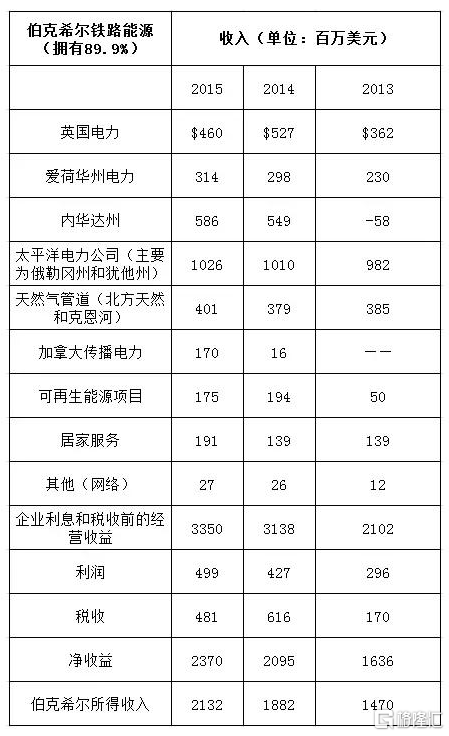 伯克希尔铁路能源 收入（单位：百万美元）
（拥有89.9%）
2015 2014 2013
英国电力 $460 $527 $362
爱荷华州电力 314 298 230
内华达州 586 549 -58
太平洋电力公司（主要
为俄勒冈州和犹他州） 1026 1010 982
天然气管道（北方天然
和克恩河） 401 379 385
加拿大传播电力 170 16 ——
可再生能源项目 175 194 50
居家服务 191 139 139
其他（网络） 27 26 12
企业利息和税收前的经
营收益 3350 3138 2102
利润 499 427 296
税收 481 616 170
净收益 2370 2095 1636
伯克希尔所得收入 2132 1882 1470
格隆汇